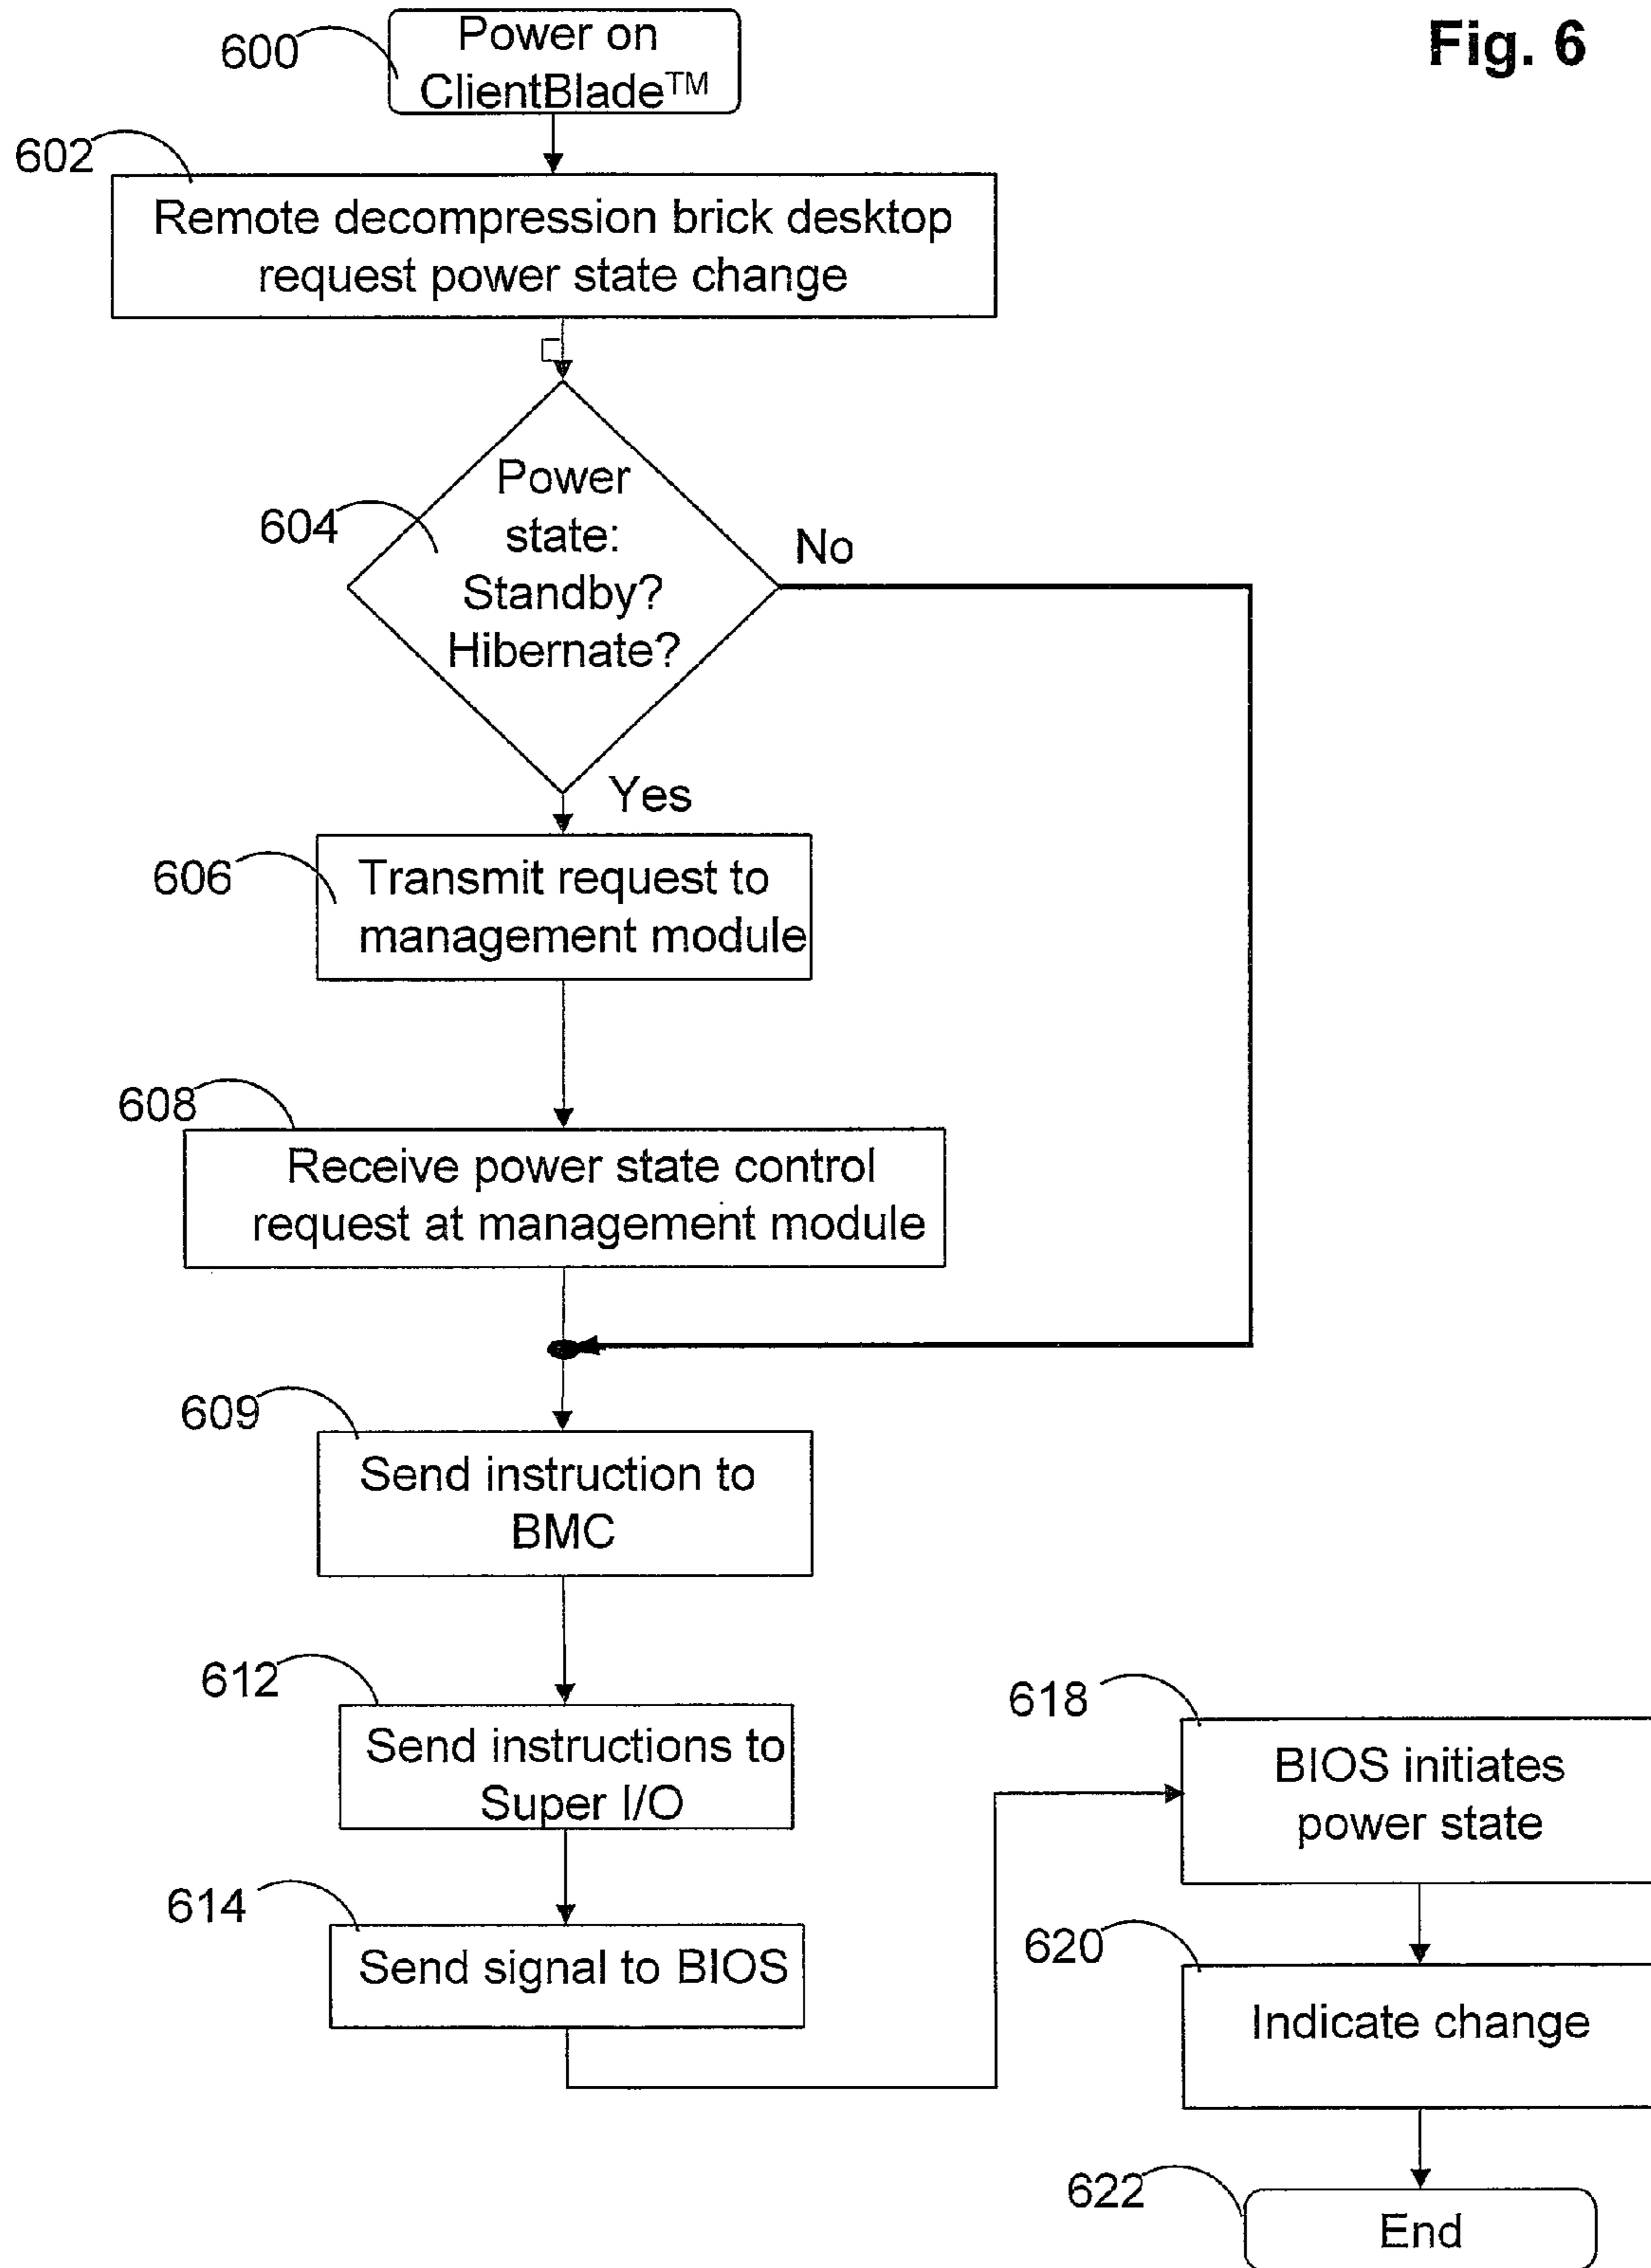 Fig. 6
600
Power on
ClientBlade™
602
Remote decompression brick desktop
request power state change
604
Power
state:
Standby?
Hibernate?
No
Yes
606
Transmit request to
management module
608
Receive power state control
request at management module
609
Send instruction to
BMC
612
Send instructions to
Super I/O
614
Send signal to BIOS
618
BIOS initiates
power state
620
Indicate change
622
End